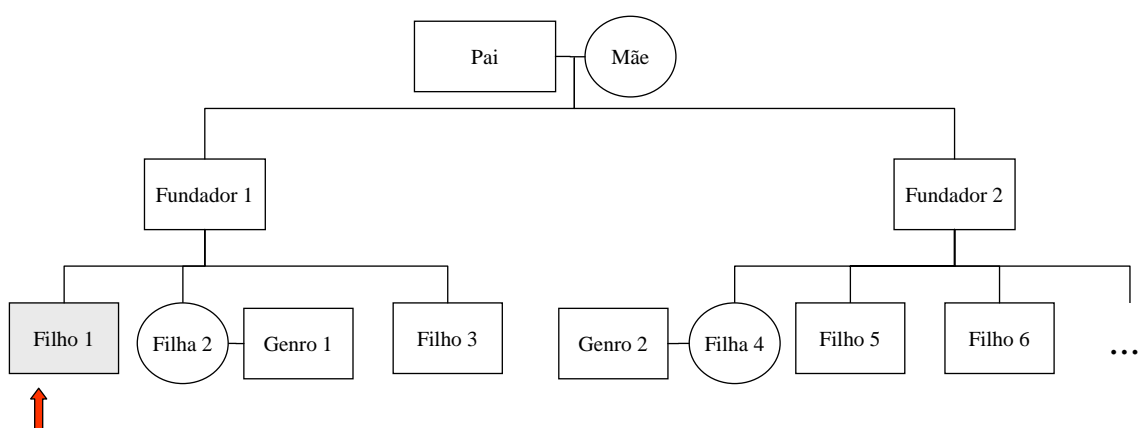 Pai
Mãe
Fundador 1
Fundador 2
Filho 1
Filha 2
Genro 1
Filho 3
Genro 2
Filha 4
Filho 5
Filho 6
...